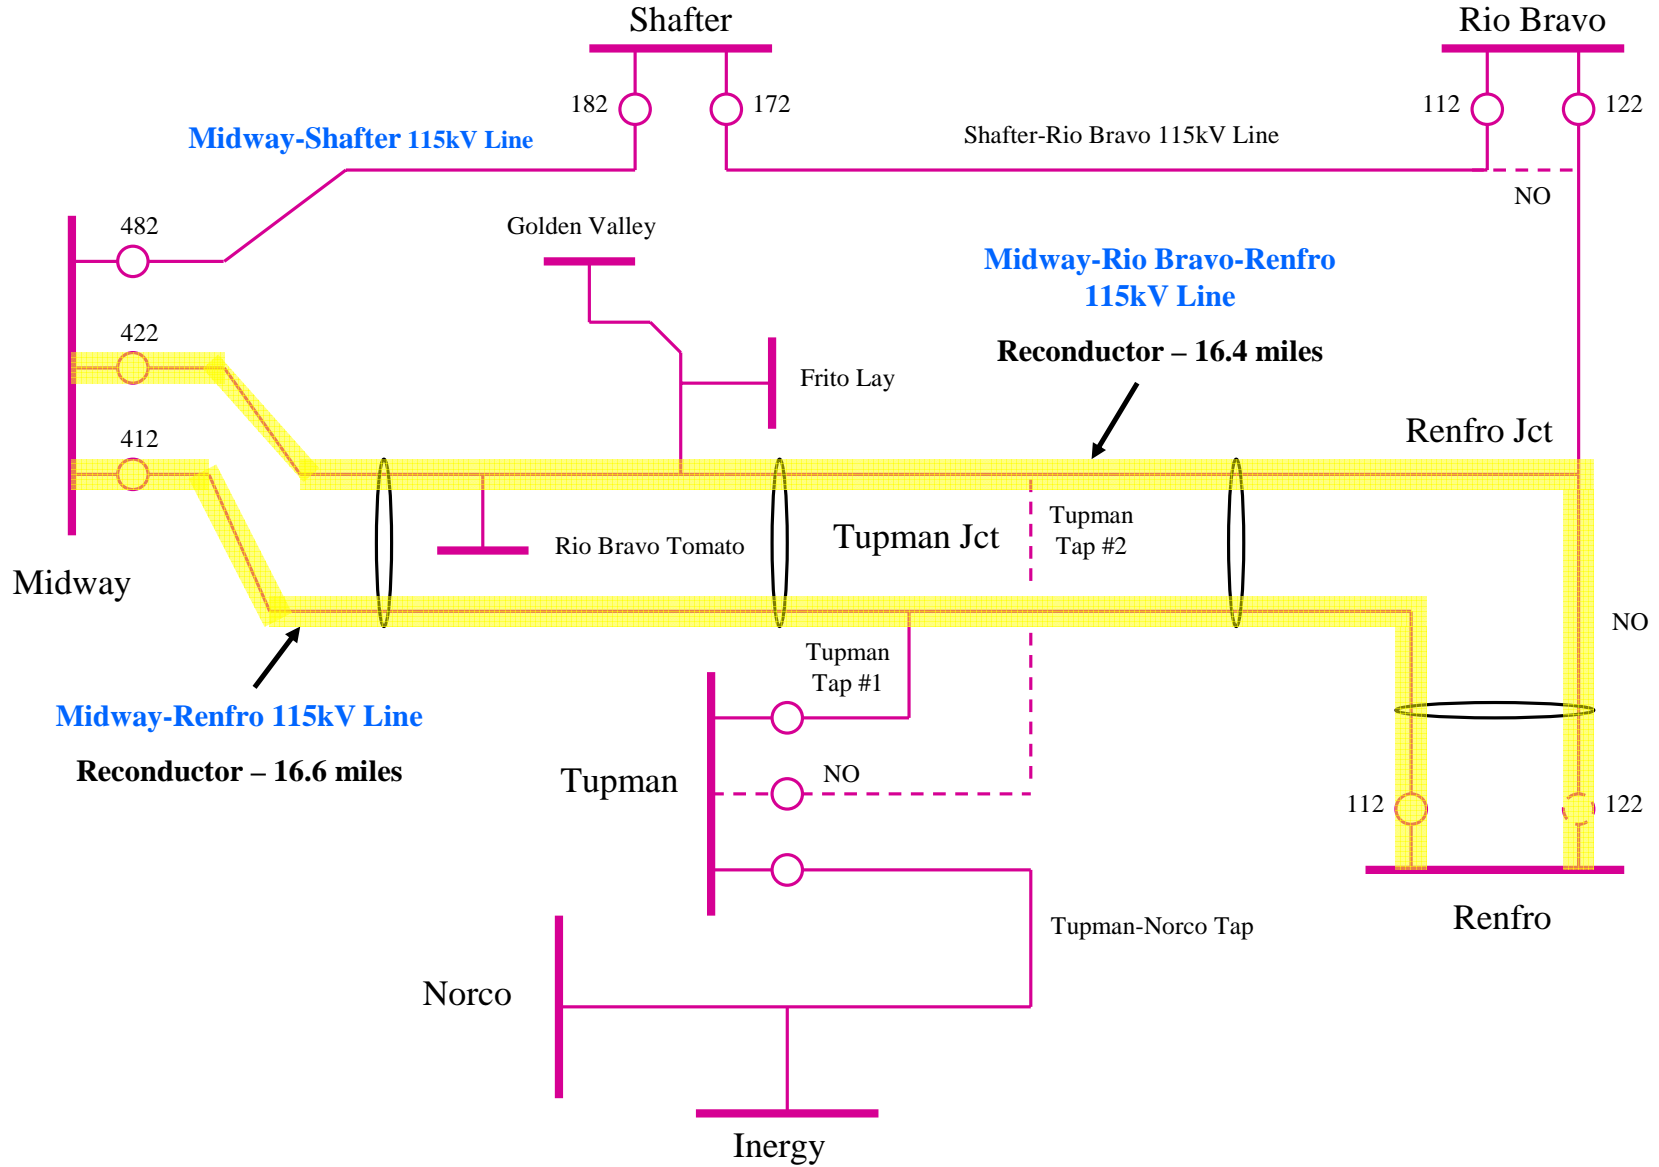 Shafter
Rio Bravo
182
172
112
122
Midway-Shafter 115kV Line
Shafter-Rio Bravo 115kV Line
NO
482
Golden Valley
Midway-Rio Bravo-Renfro
115kV Line
422
Reconductor – 16.4 miles
Frito Lay
412
Renfro Jct
Tupman
Tap #2
Tupman Jct
Rio Bravo Tomato
Midway
NO
Tupman
Tap #1
Midway-Renfro 115kV Line
Reconductor – 16.6 miles
Tupman
NO
112
122
Renfro
Tupman-Norco Tap
Norco
Inergy